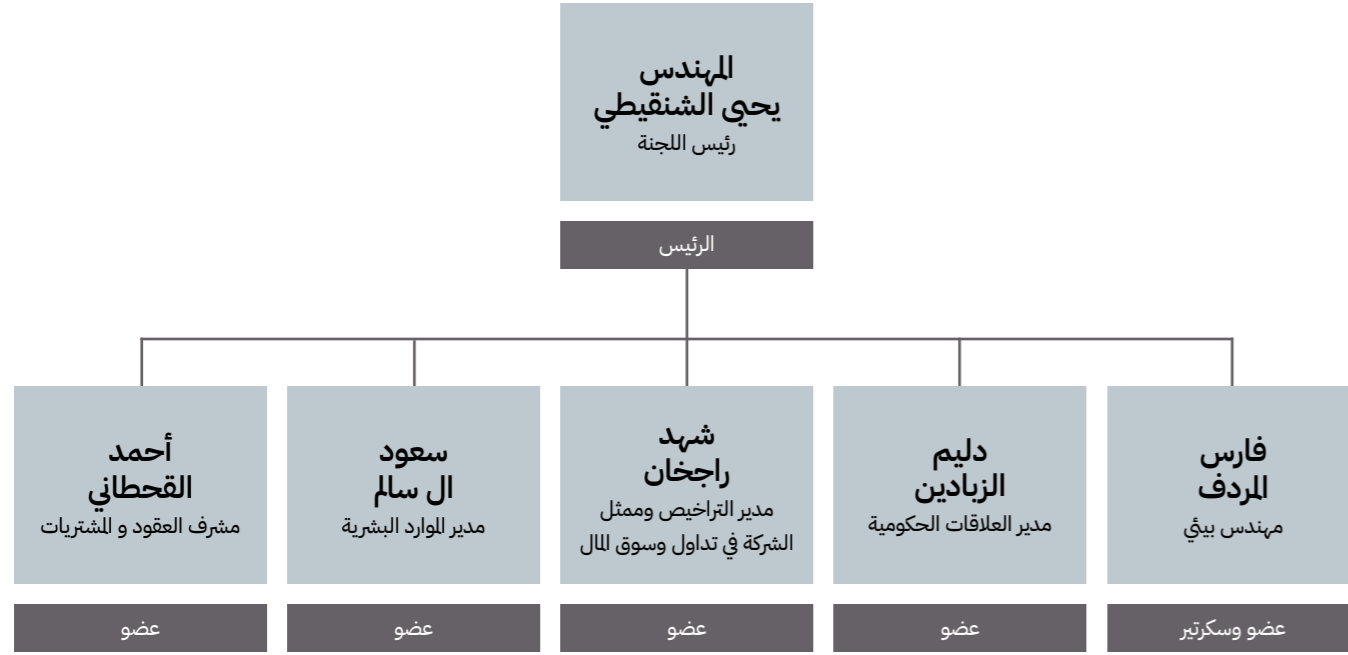 المهندس
يحيى الشنقيطي
رئيس اللجنة
الرئيس
فارس
المردف
مهندس بيئي
عضو وسكرتير
دليم
الزبادين
مدير العلاقات الحكومية
عضو
شهد
راجخان
مدير التراخيص وممثل
الشركة في تداول وسوق المال
عضو
سعود
ال سالم
مدير الموارد البشرية
عضو
أحمد
القحطاني
مشرف العقود و المشتريات
عضو